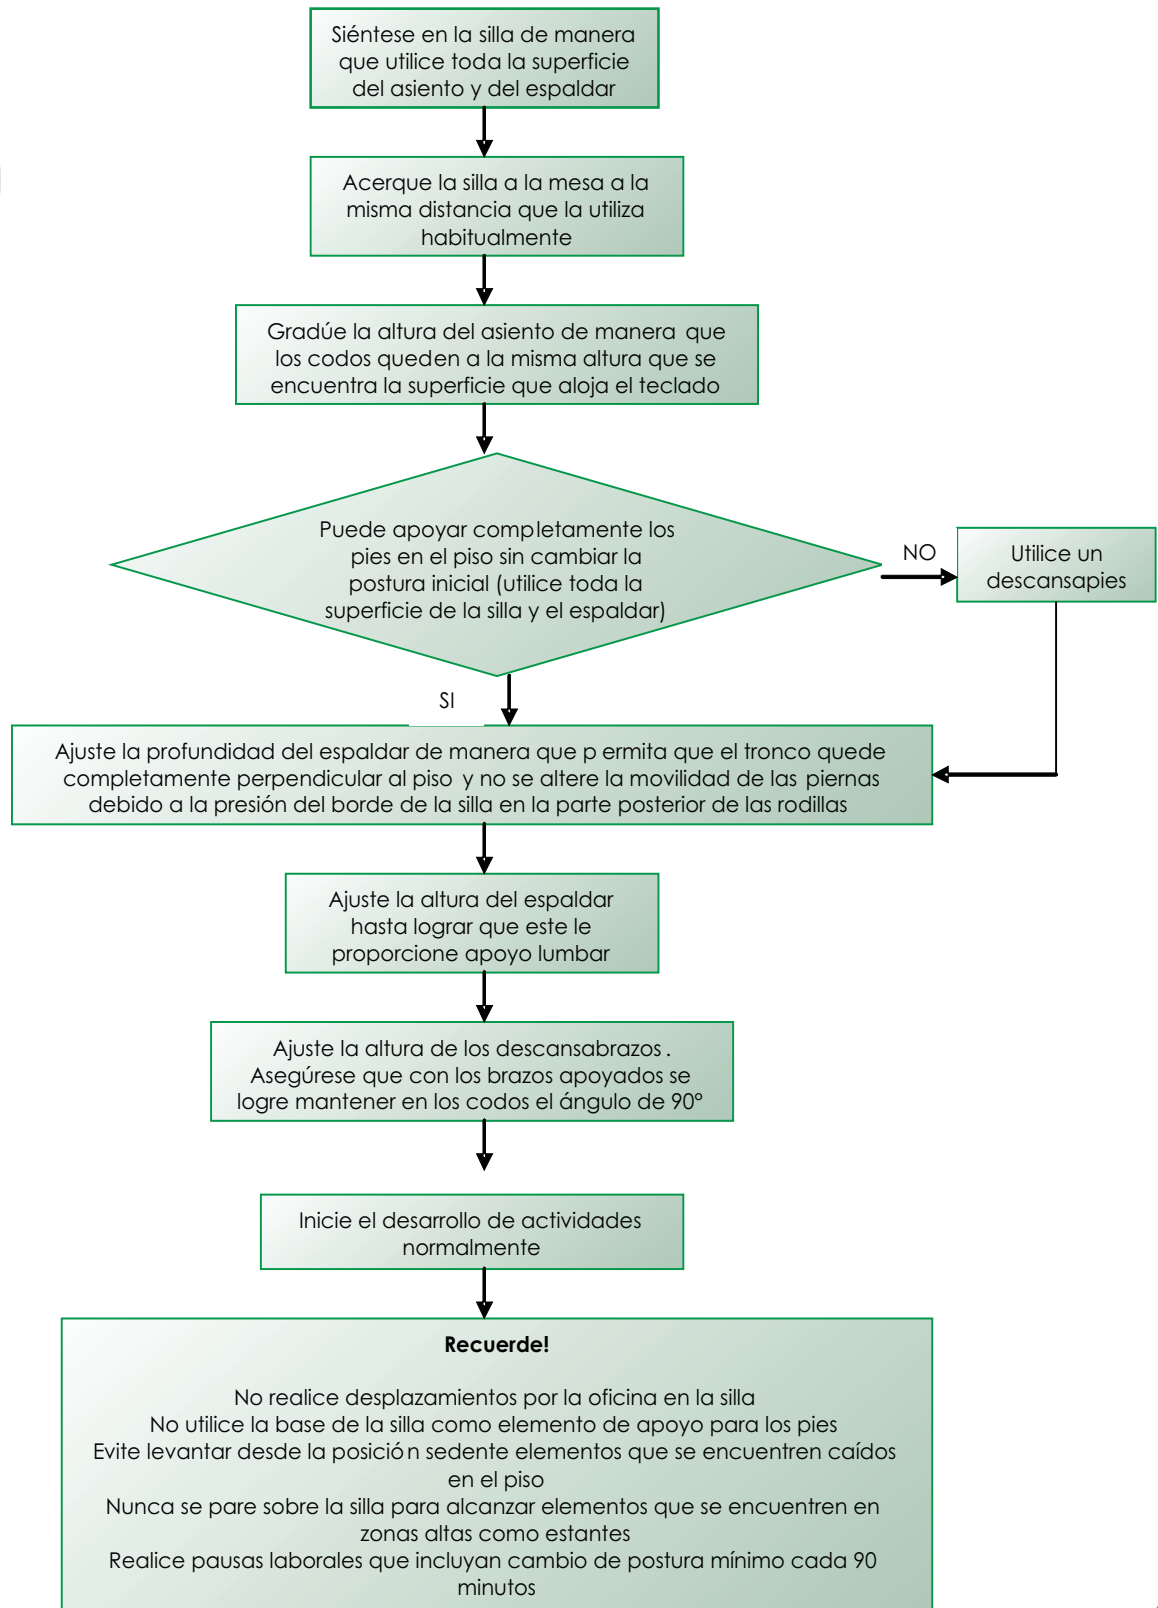 Siéntese en la silla de manera
que utilice toda la superficie
del asiento y del espaldar
Acerque la silla a la mesa a la
misma distancia que la utiliza
habitualmente
Gradúe la altura del asiento de manera que
los codos queden a la misma altura que se
encuentra la superficie que aloja el teclado
Puede apoyar completamente los
pies en el piso sin cambiar la
postura inicial (utilice toda la
superficie de la silla y el espaldar)
NO
Utilice un
descansapies
SI
Ajuste la profundidad del espaldar de manera que p ermita que el tronco quede
completamente perpendicular al piso y no se altere la movilidad de las piernas
debido a la presión del borde de la silla en la parte posterior de las rodillas
Ajuste la altura del espaldar
hasta lograr que este le
proporcione apoyo lumbar
Ajuste la altura de los descansabrazos .
Asegúrese que con los brazos apoyados se
logre mantener en los codos el ángulo de 90°
Inicie el desarrollo de actividades
normalmente
Recuerde!
No realice desplazamientos por la oficina en la silla
No utilice la base de la silla como elemento de apoyo para los pies
Evite levantar desde la posición sedente elementos que se encuentren caídos
en el piso
Nunca se pare sobre la silla para alcanzar elementos que se encuentren en
zonas altas como estantes
Realice pausas laborales que incluyan cambio de postura mínimo cada 90
minutos